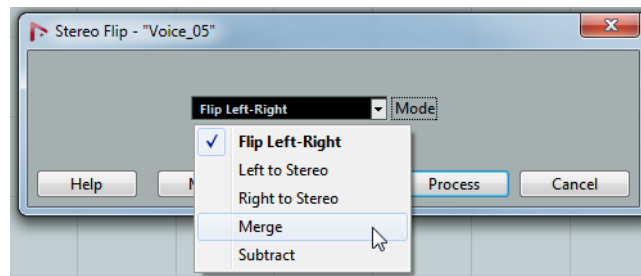 Stereo Flip - "Voice_05"
Flip Left-Right
Mode
Flip Left-Right
Left to Stereo
Right to Stereo
Merge
Subtract
Help
Process
Cancel